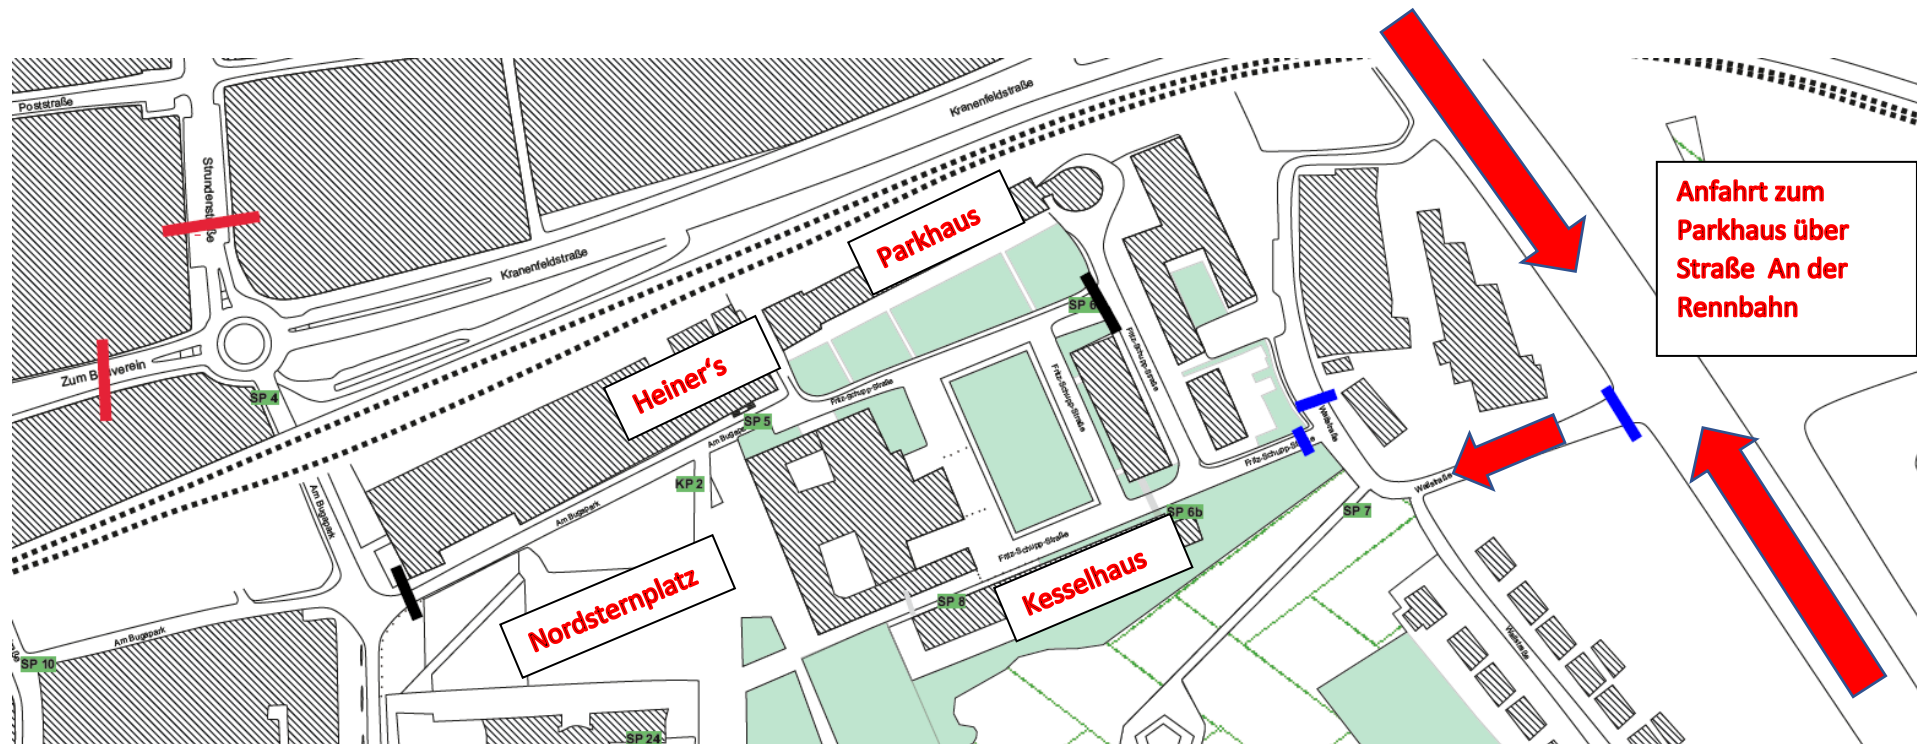 Poststraße
Stundenstraße
Kranenfeldstraße
Kranenfeldstraße
Zum Bauverein
SP 4
Parkhaus
Heiner's
Anfahrt zum
Parkhaus über
Straße An der
Rennbahn
SP 6
Fritz-Schupp-Straße
Fritz-Schupp-Straße
Fritz-Schupp-Straße
Am Bugapark
SP 5
Wallstraße
Fritz-Schupp-Straße
KP 2
Am Bugapark
Am Bugapark
Wallstraße
SP 6b
SP 7
Fritz-Schupp-Straße
Nordsternplatz
Kesselhaus
SP 8
Am Bugapark
SP 10
Wallstraße
SP 24